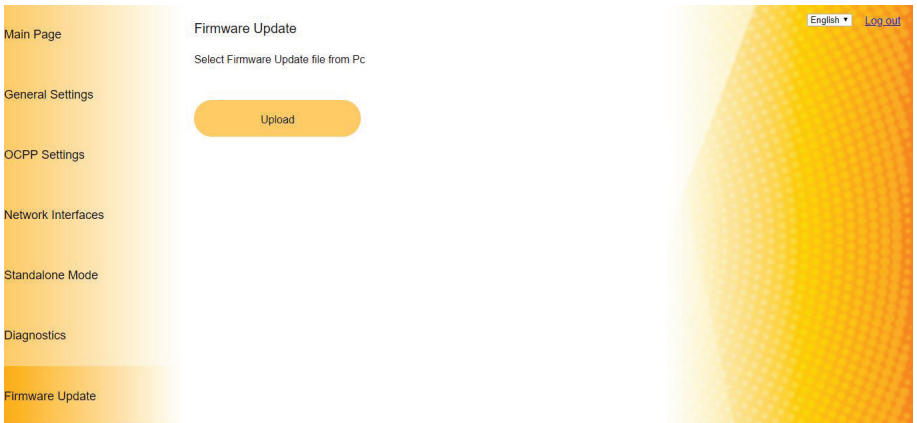 Main Page
General Settings
OCPP Settings
Network Interfaces
Standalone Mode
Diagnostics
Firmware Update
Firmware Update
Select Firmware Update file from Pc
Upload
English
Log out